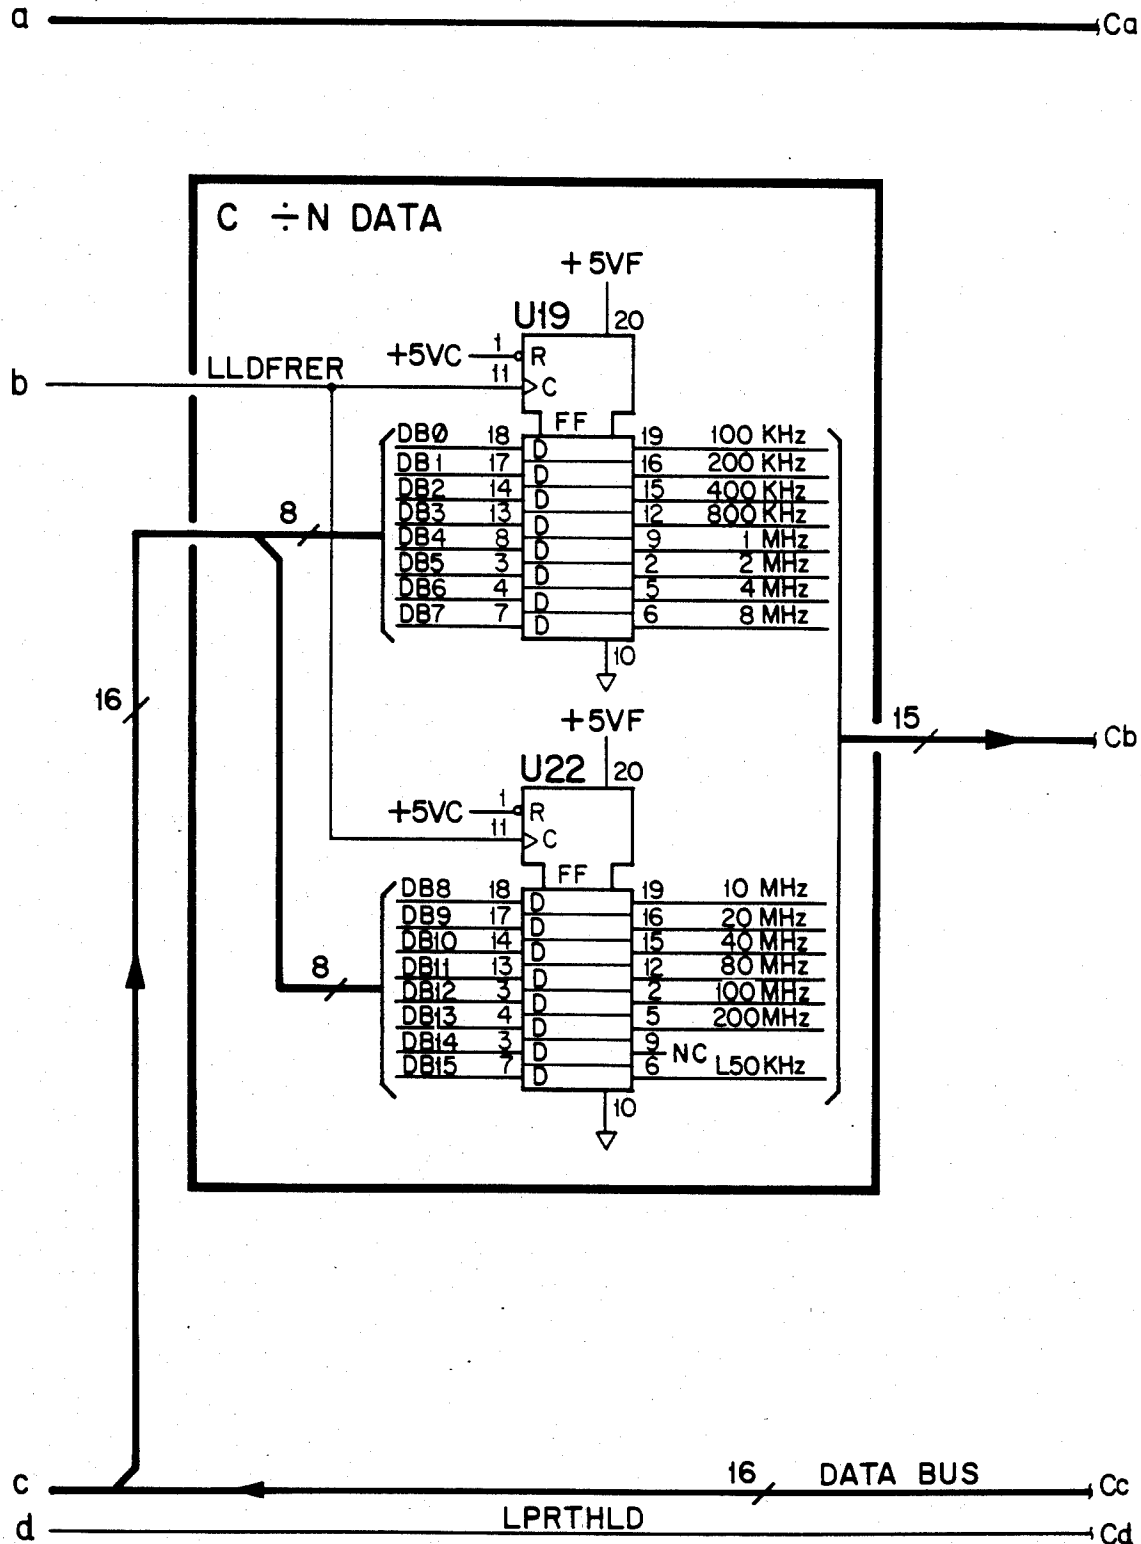 a Ca
C ÷N DATA
+5VF
U19 20
+5VC 1 R
b LLDFRER 11 C
FF
DB0 18 D 19 100 KHz
DB1 17 D 16 200 KHz
DB2 14 D 15 400 KHz
DB3 13 D 12 800 KHz
8
DB4 8 D 9 1 MHz
DB5 3 D 2 2 MHz
DB6 4 D 5 4 MHz
DB7 7 D 6 8 MHz
10
16
+5VF
15 Cb
U22 20
+5VC 1 R
11 C
FF
DB8 18 D 19 10 MHz
DB9 17 D 16 20 MHz
DB10 14 D 15 40 MHz
DB11 13 D 12 80 MHz
8
DB12 3 D 2 100 MHz
DB13 4 D 5 200 MHz
DB14 3 D 9 NC
DB15 7 D 6 L50 KHz
10
c 16 DATA BUS Cc
d LPRTHLD Cd